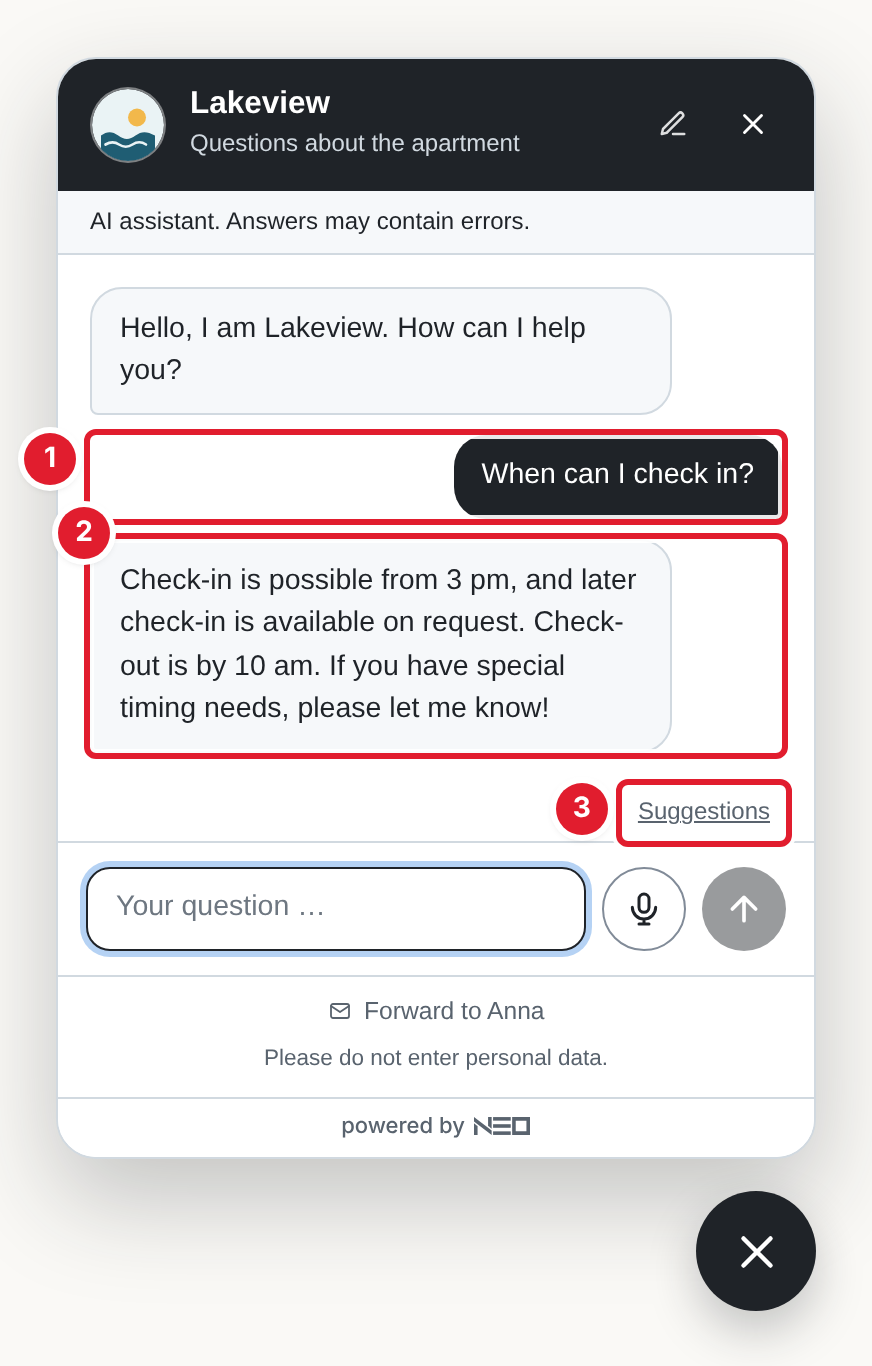 Lakeview
Questions about the apartment
AI assistant. Answers may contain errors.
Hello, I am Lakeview. How can I help
you?
1
When can I check in?
2
Check-in is possible from 3 pm, and later
check-in is available on request. Check-
out is by 10 am. If you have special
timing needs, please let me know!
3
Suggestions
Your question …
Forward to Anna
Please do not enter personal data.
powered by NEO